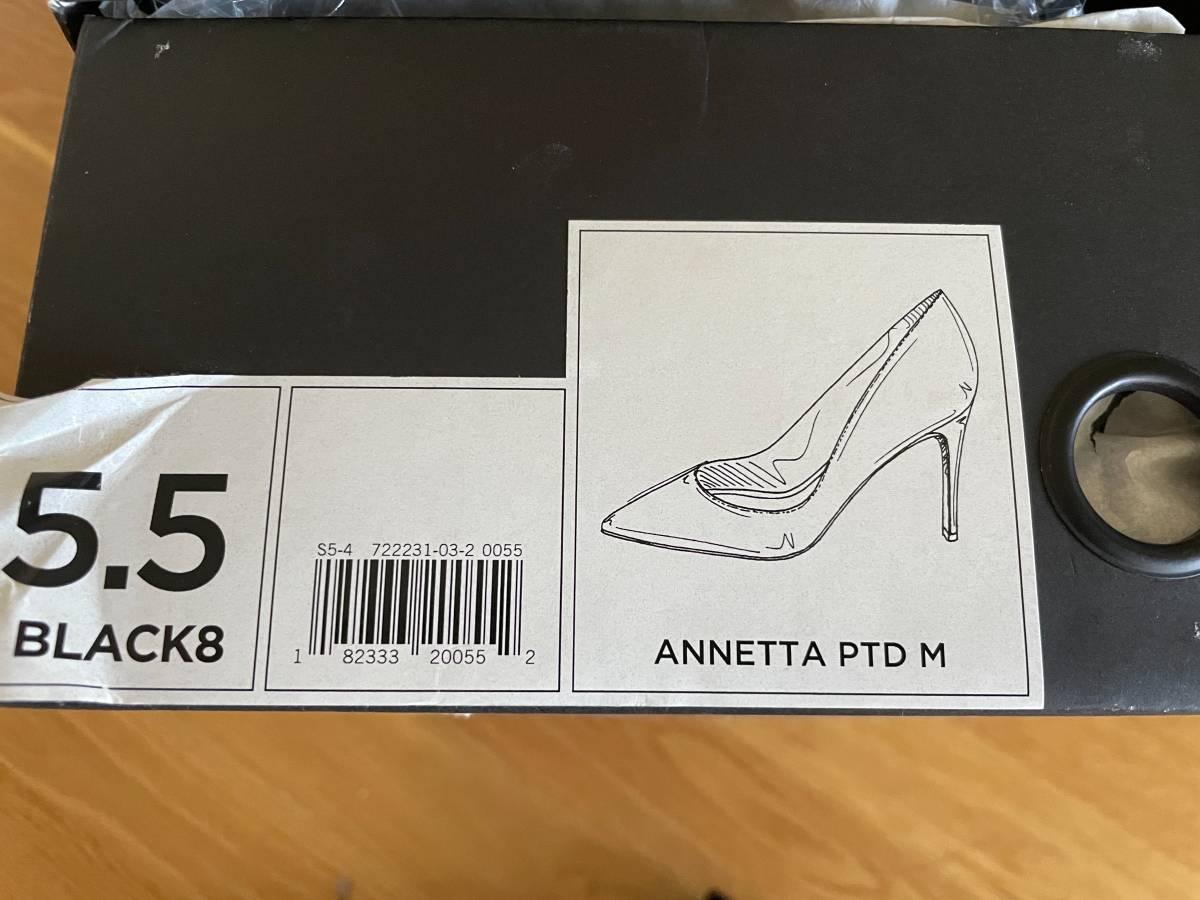 5.5
BLACK8
S5-4 722231-03-2 0055
1 82333 20055 2
ANNETTA PTD M